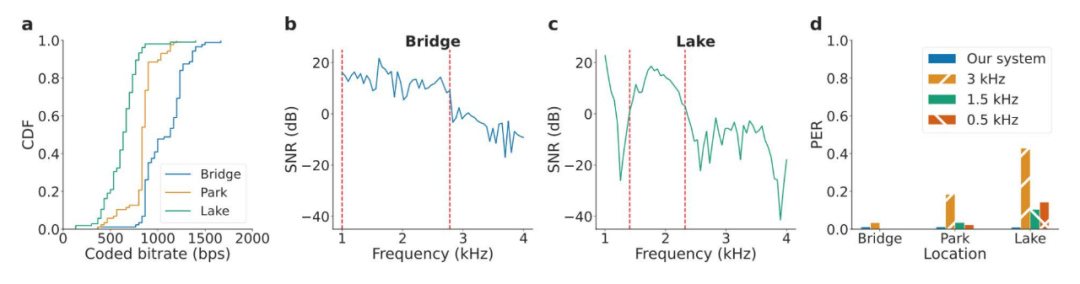 a
1.0
0.8
0.6
0.4
0.2
0.0
CDF
0
500
1000
1500
2000
Coded bitrate (bps)
Bridge
Park
Lake
b
Bridge
20
0
−20
−40
SNR (dB)
1
2
3
4
Frequency (kHz)
c
Lake
20
0
−20
−40
SNR (dB)
1
2
3
4
Frequency (kHz)
d
1.0
0.8
0.6
0.4
0.2
0.0
PER
Our system
3 kHz
1.5 kHz
0.5 kHz
Bridge
Park
Lake
Location